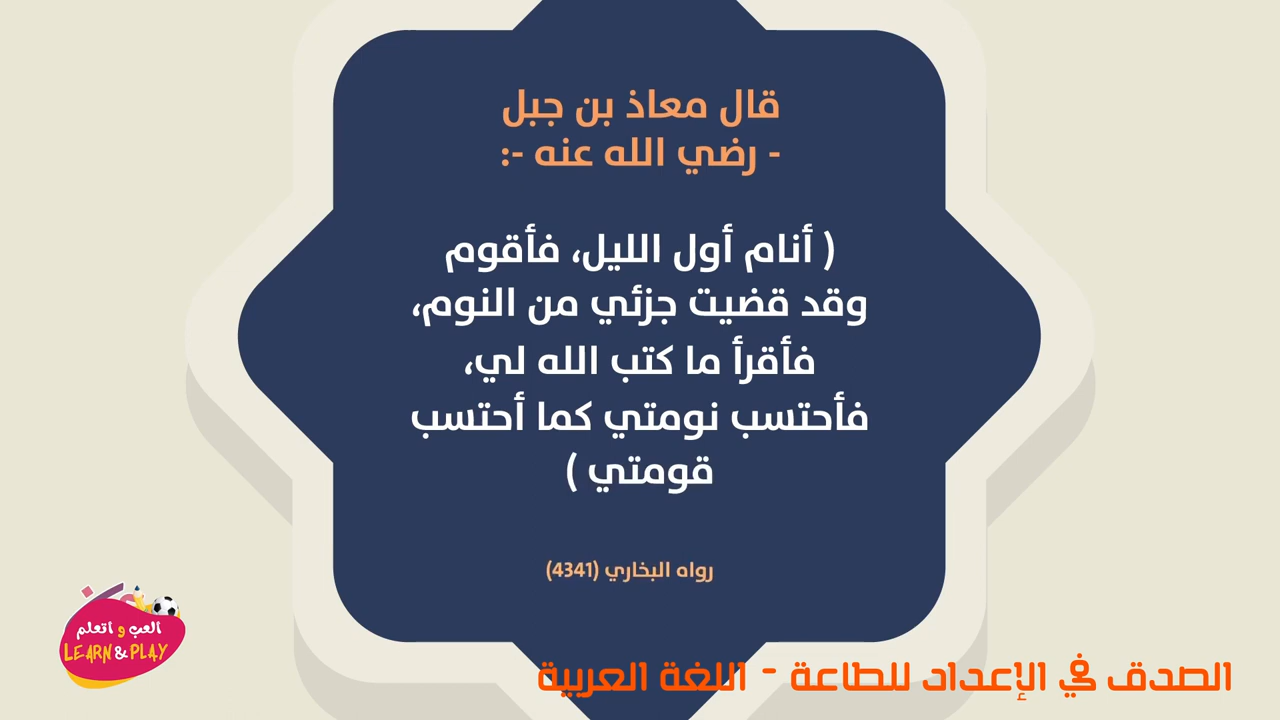 قال معاذ بن جبل
- رضي الله عنه -:
( أنام أول الليل، فأقوم
وقد قضيت جزئي من النوم،
فأقرأ ما كتب الله لي،
فأحتسب نومتي كما أحتسب
قومتي )
رواه البخاري (4341)
العب و اتعلم
LEARN & PLAY
الصدق في الإعداد للطاعة - اللغة العربية